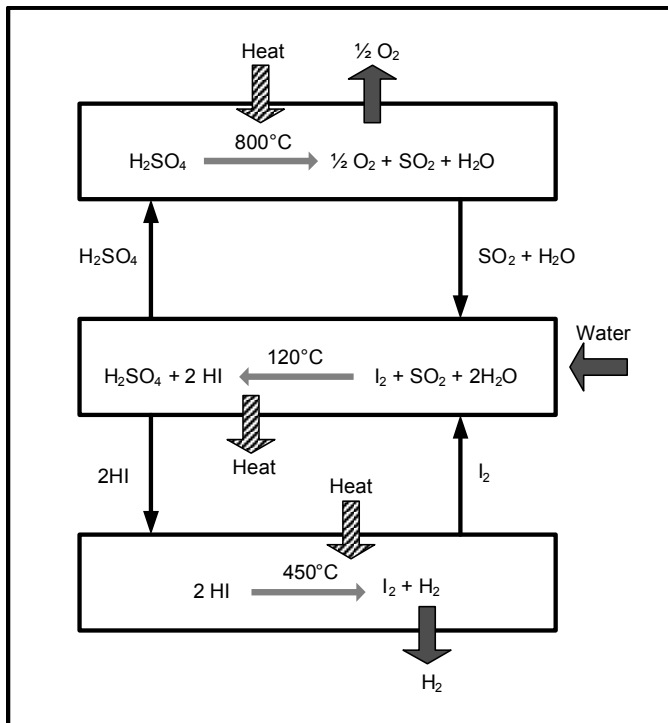 Heat
½ O₂
800°C
H₂SO₄
½ O₂ + SO₂ + H₂O
H₂SO₄
SO₂ + H₂O
Water
120°C
H₂SO₄ + 2 HI
I₂ + SO₂ + 2H₂O
Heat
2HI
Heat
I₂
450°C
2 HI
I₂ + H₂
H₂